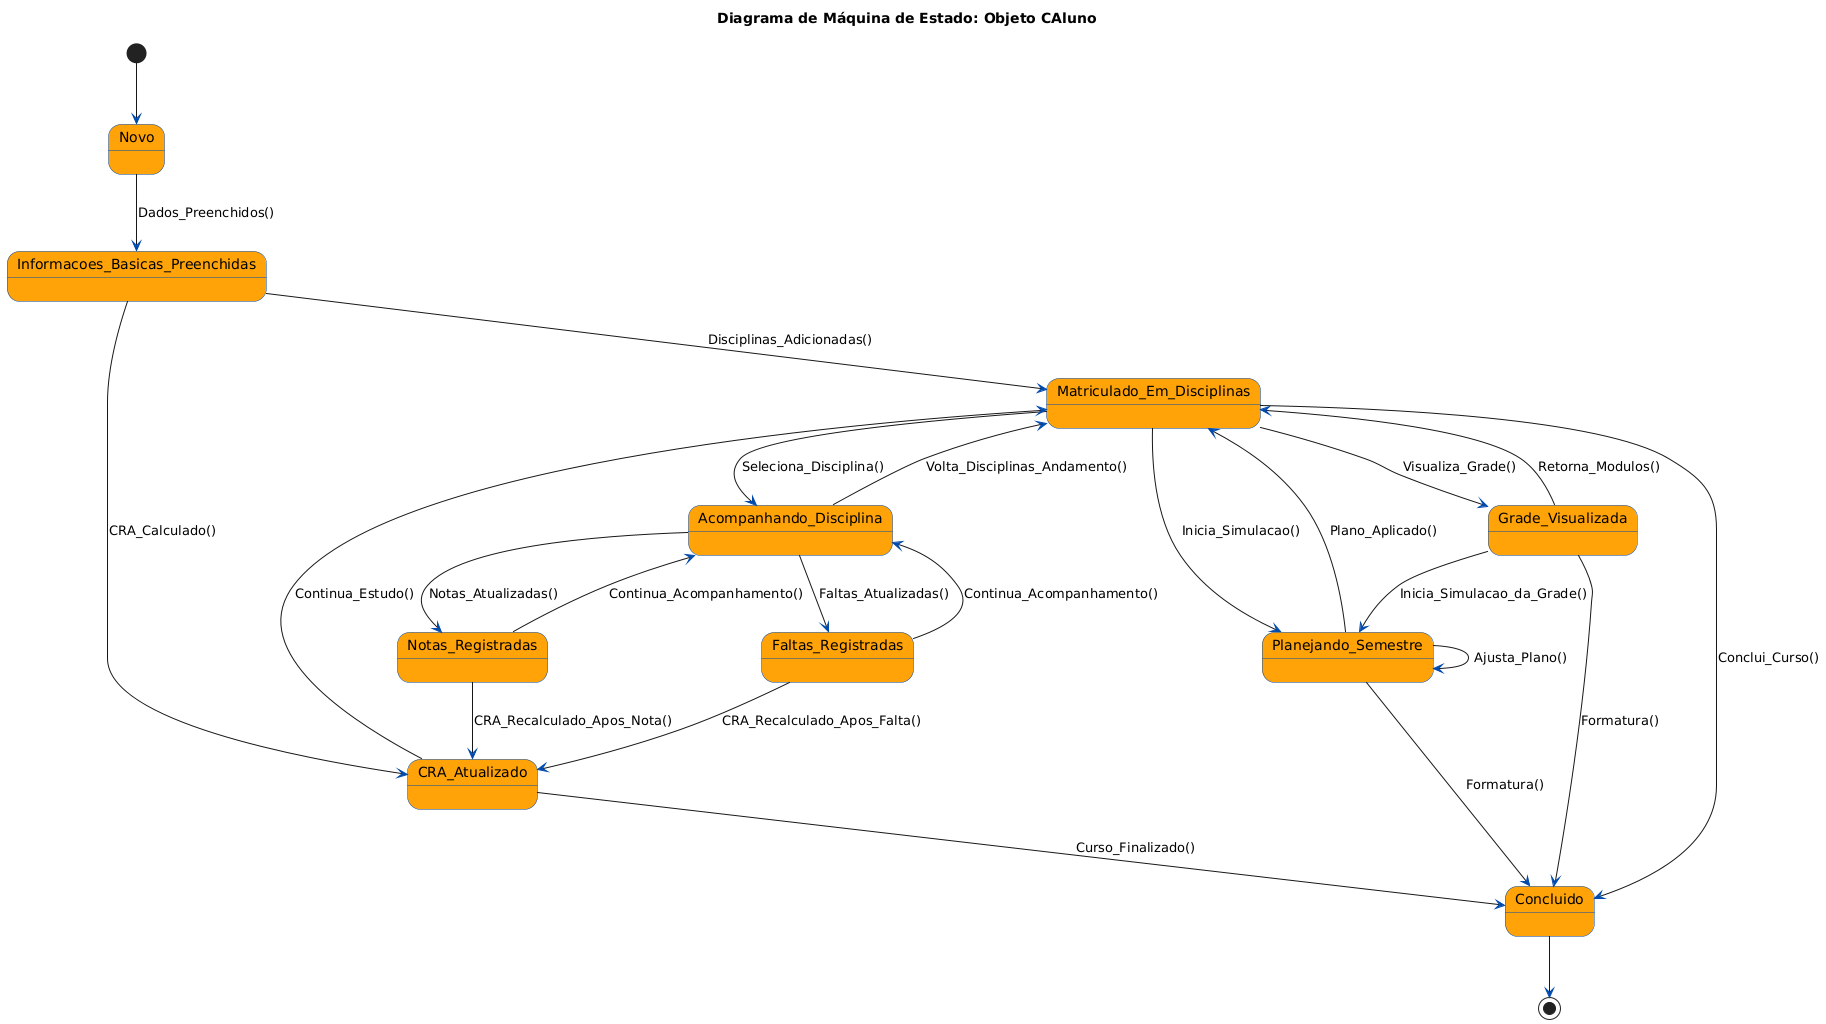 Diagrama de Máquina de Estado: Objeto CAluno
Novo
Dados_Preenchidos()
Informacoes_Basicas_Preenchidas
Disciplinas_Adicionadas()
Matriculado_Em_Disciplinas
Seleciona_Disciplina()
Volta_Disciplinas_Andamento()
Visualiza_Grade()
Retorna_Modulos()
CRA_Calculado()
Acompanhando_Disciplina
Inicia_Simulacao()
Plano_Aplicado()
Grade_Visualizada
Continua_Estudo()
Notas_Atualizadas()
Continua_Acompanhamento()
Faltas_Atualizadas()
Continua_Acompanhamento()
Inicia_Simulacao_da_Grade()
Notas_Registradas
Faltas_Registradas
Planejando_Semestre
Ajusta_Plano()
Conclui_Curso()
CRA_Recalculado_Apos_Nota()
CRA_Recalculado_Apos_Falta()
Formatura()
CRA_Atualizado
Formatura()
Curso_Finalizado()
Concluido